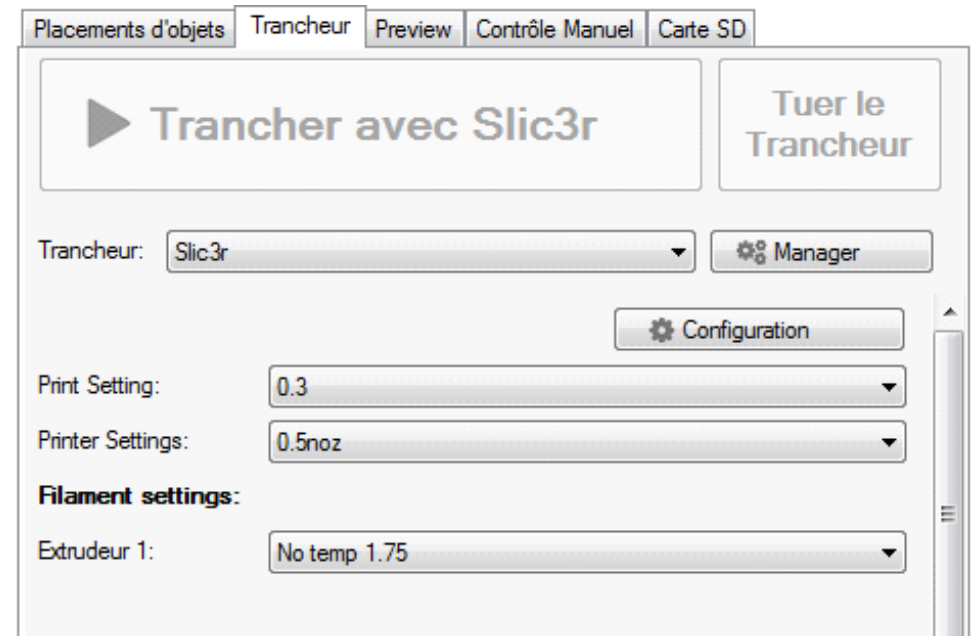 Placements d'objets Trancheur Preview Contrôle Manuel Carte SD
Trancher avec Slic3r
Tuer le
Trancheur
Trancheur: Slic3r Manager
Configuration
Print Setting: 0.3
Printer Settings: 0.5noz
Filament settings:
Extrudeur 1: No temp 1.75